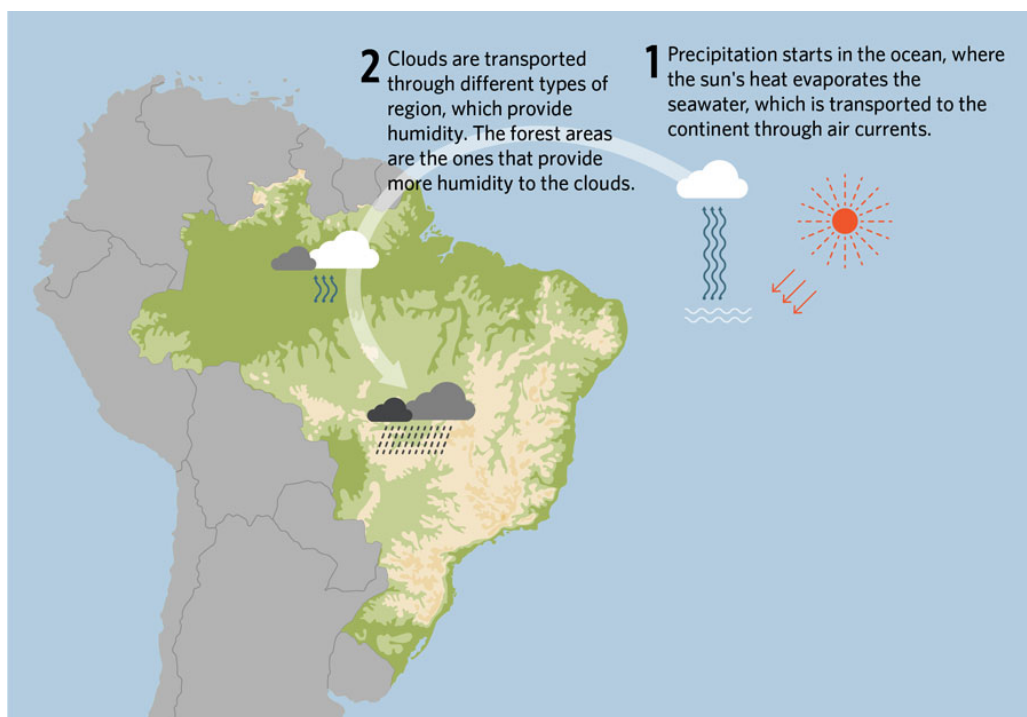 1 Precipitation starts in the ocean, where
the sun's heat evaporates the
seawater, which is transported to the
continent through air currents.
2 Clouds are transported
through different types of
region, which provide
humidity. The forest areas
are the ones that provide
more humidity to the clouds.